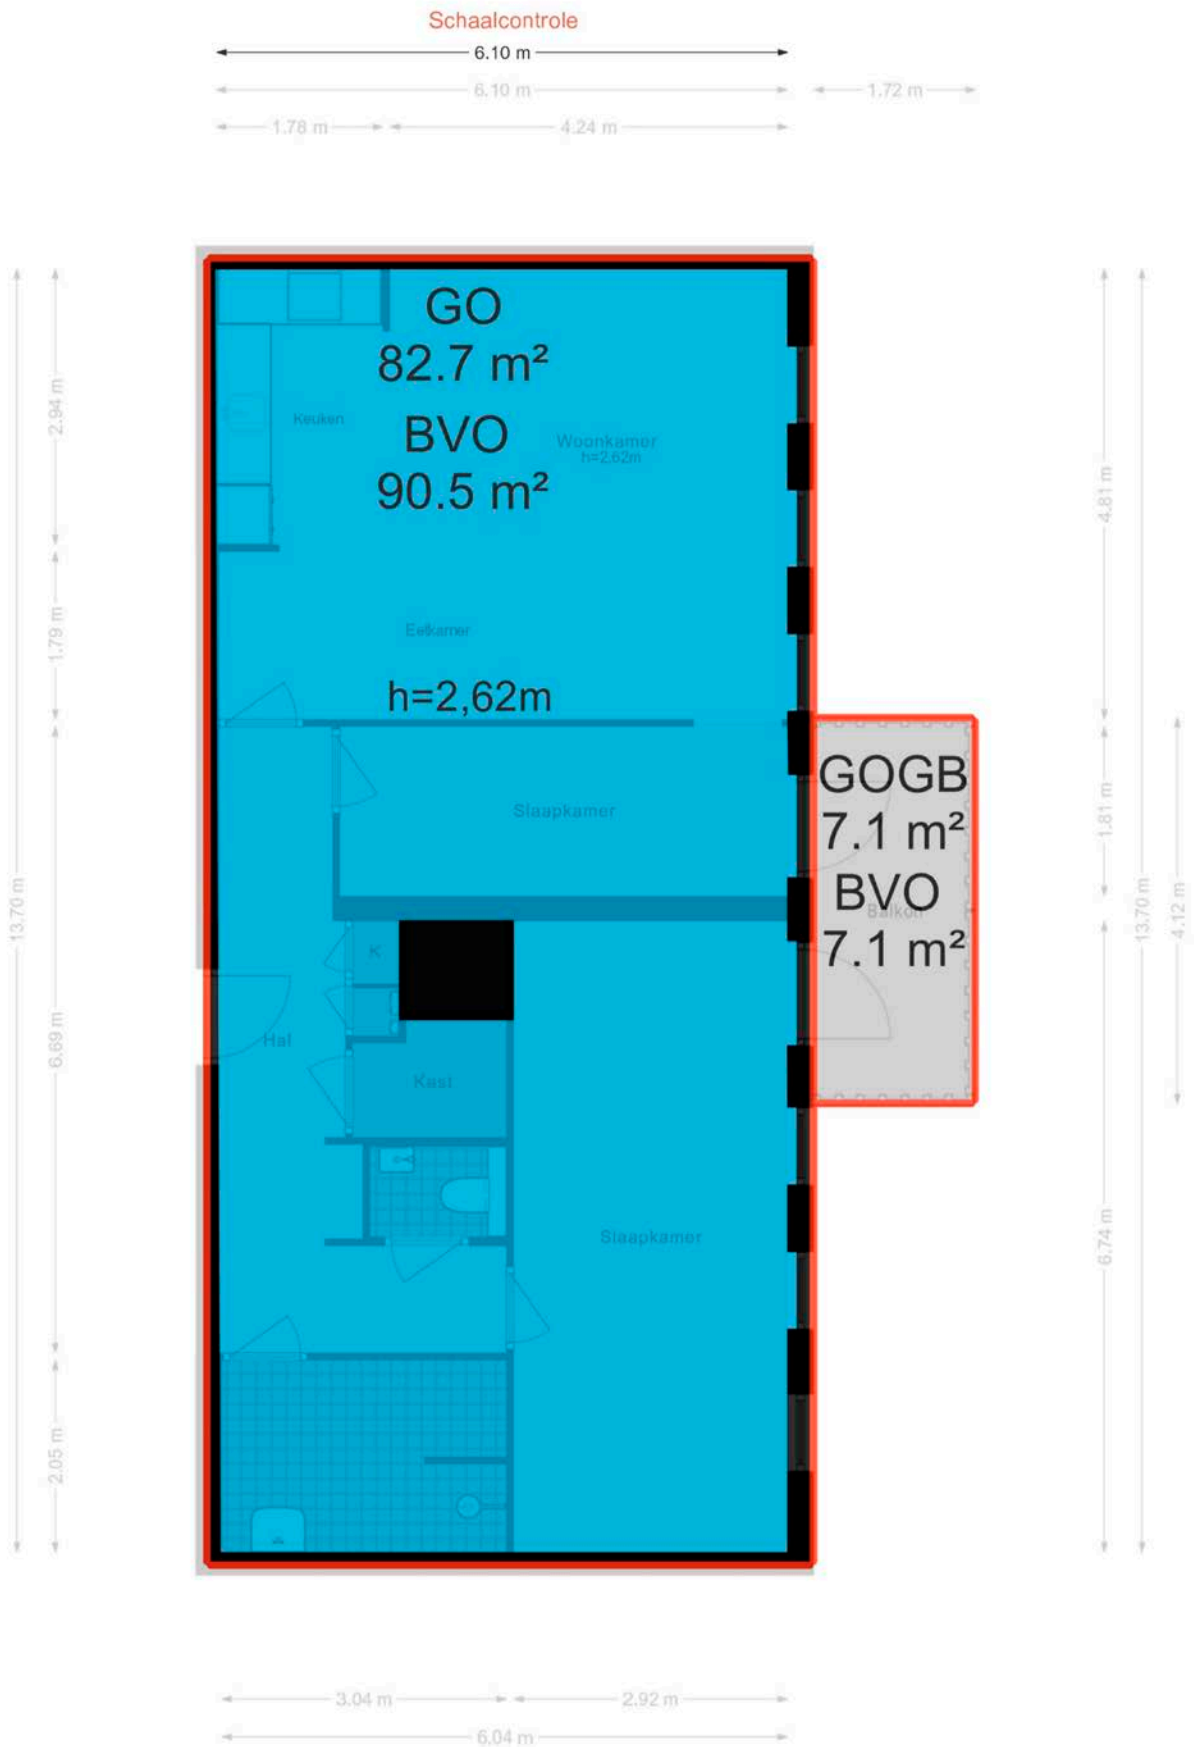 Schaalcontrole
6.10 m
6.10 m
1.72 m
1.78 m
4.24 m
GO
82.7 m²
BVO
90.5 m²
Keuken
Woonkamer
h=2,62m
2.94 m
4.81 m
Eetkamer
1.79 m
h=2,62m
Slaapkamer
GOGB
7.1 m²
BVO
7.1 m²
Balkon
1.81 m
13.70 m
13.70 m
4.12 m
K
Hal
6.69 m
Kast
Slaapkamer
6.74 m
2.05 m
3.04 m
2.92 m
6.04 m